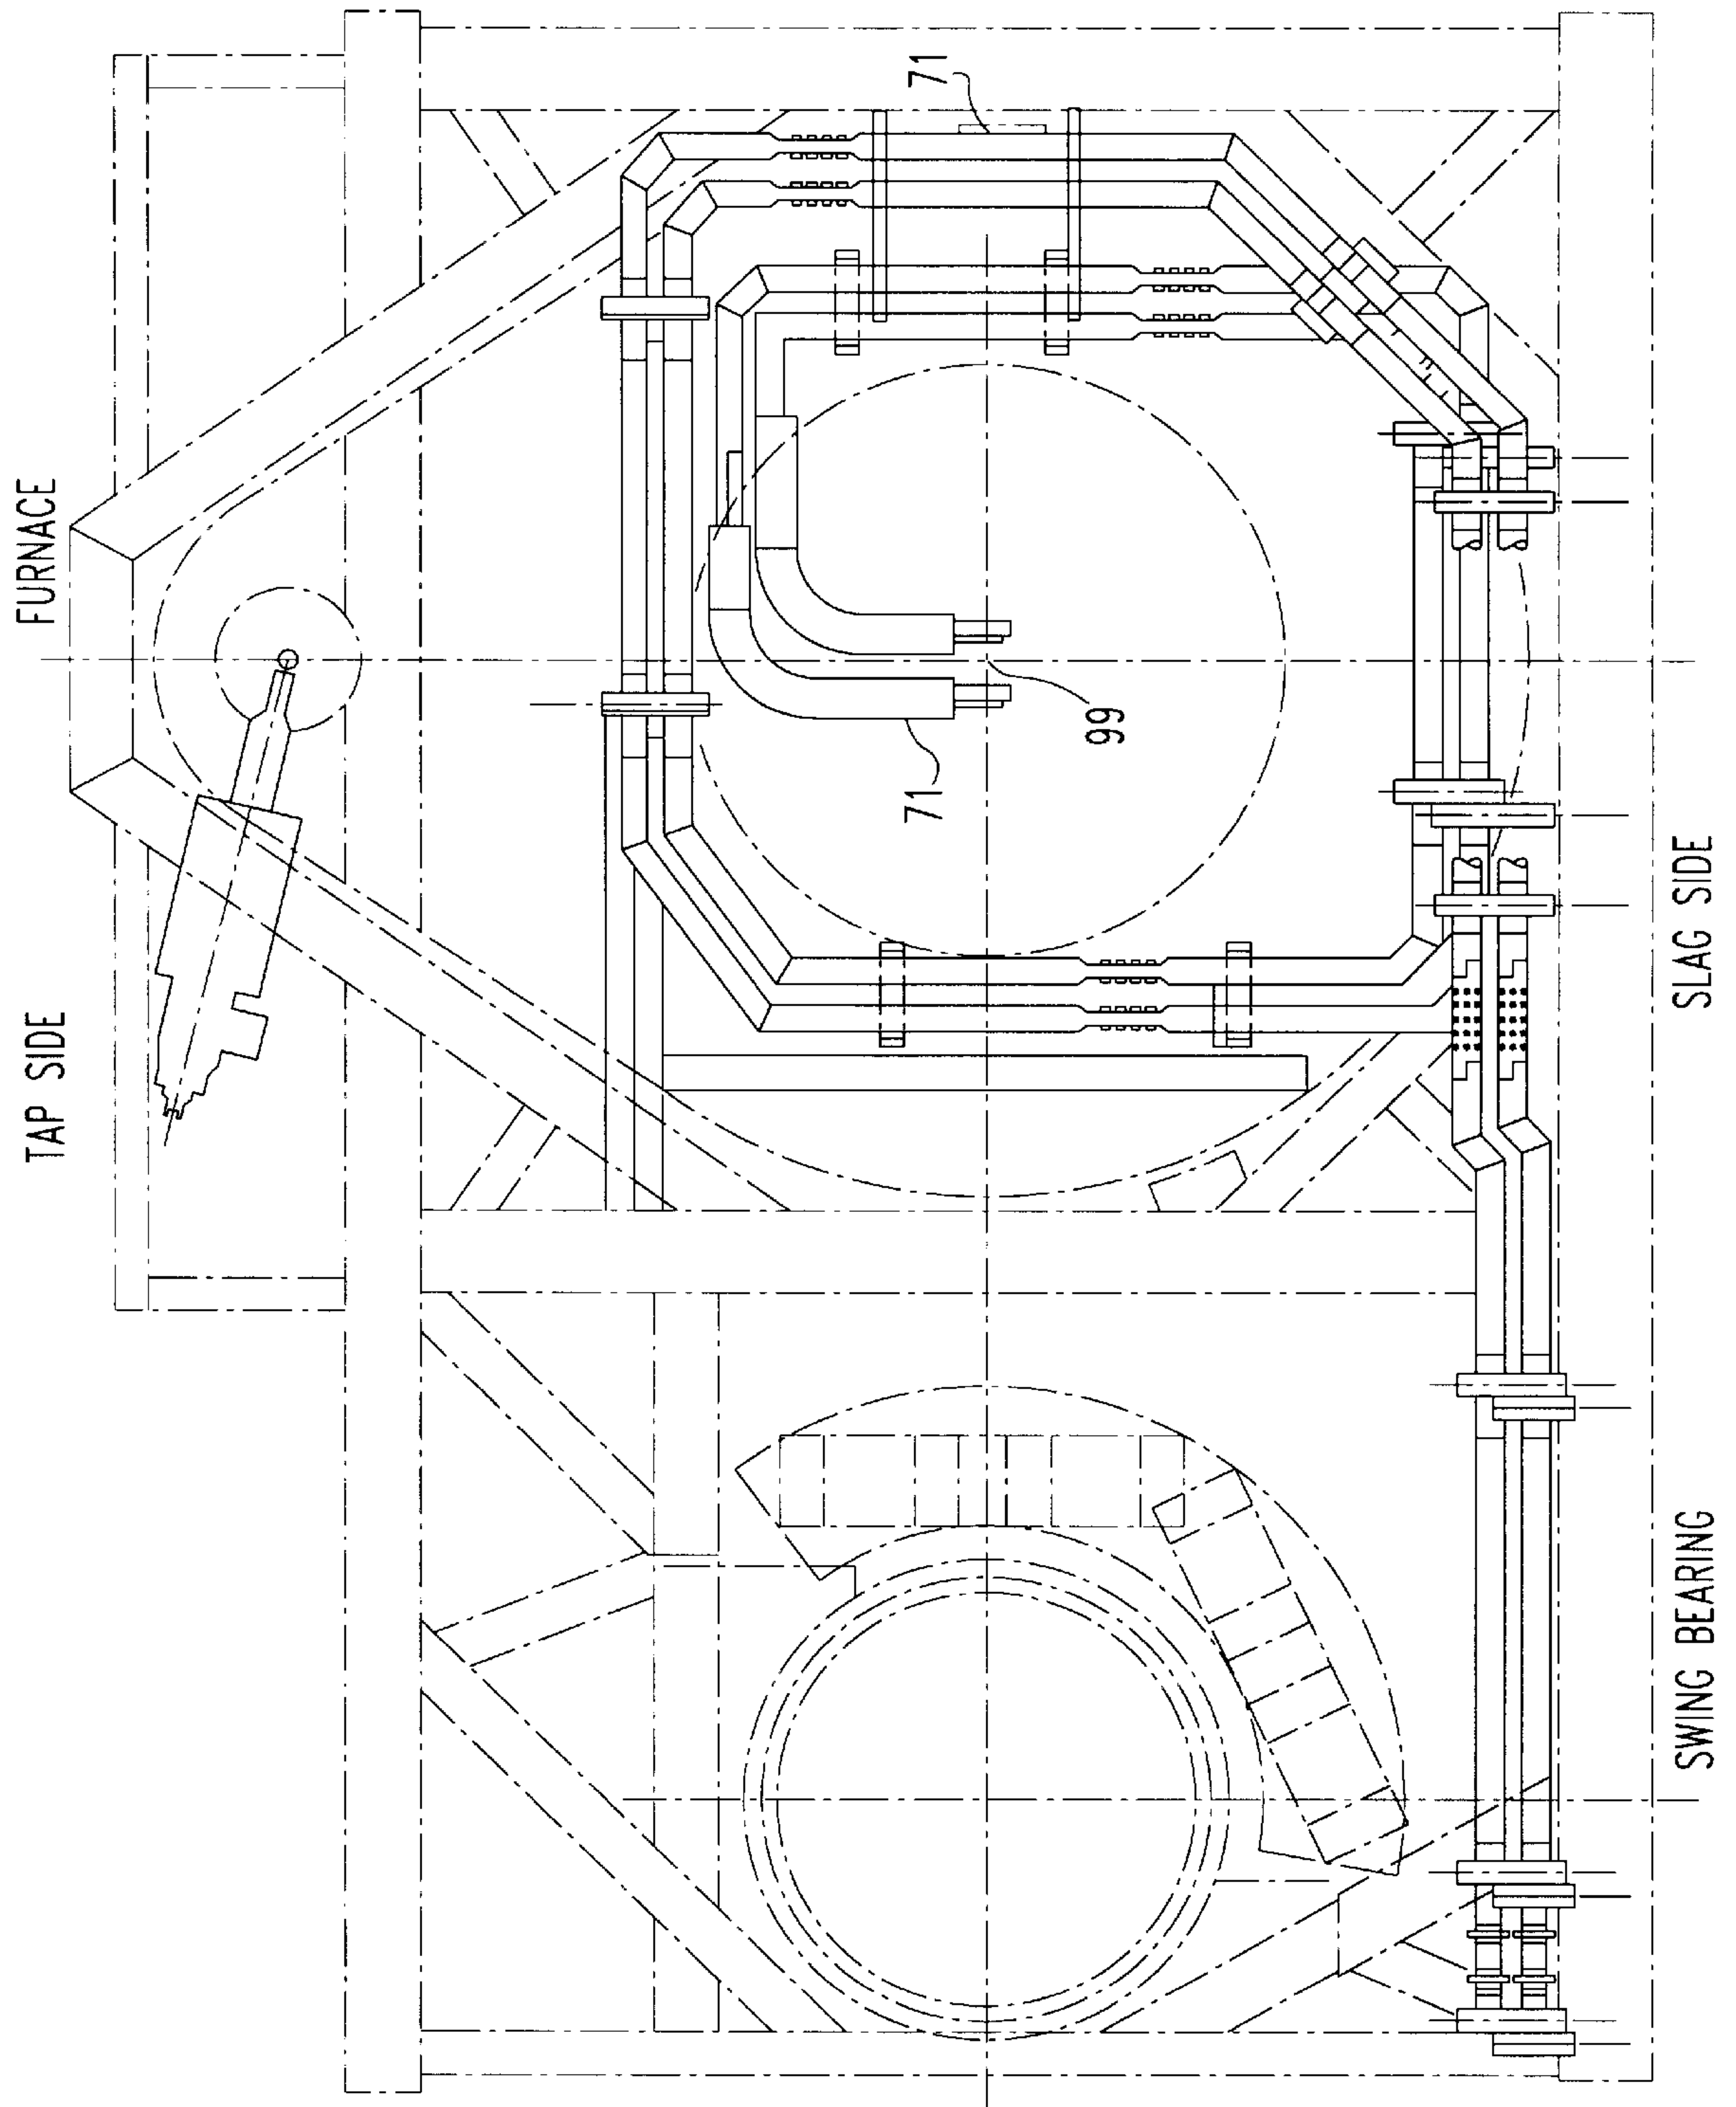 TAP SIDE
FURNACE
71
71
99
SWING BEARING
SLAG SIDE